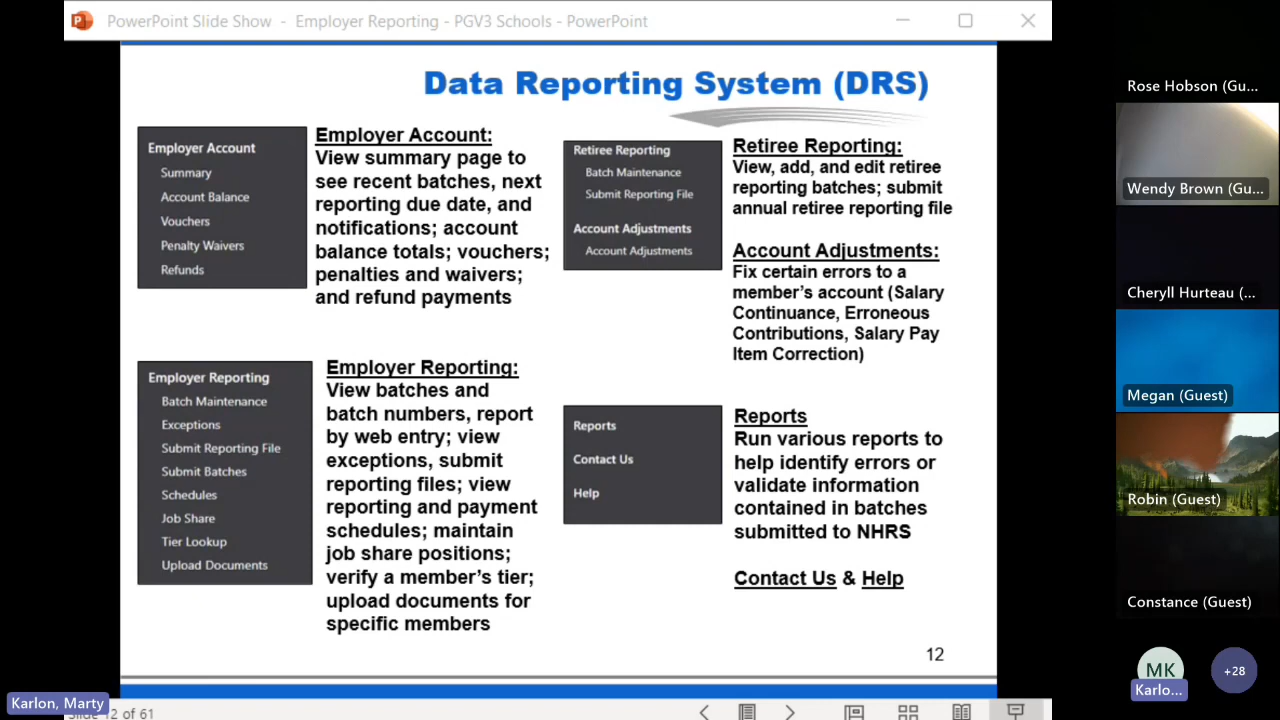 PowerPoint Slide Show - Employer Reporting - PGV3 Schools - PowerPoint
Data Reporting System (DRS)
Employer Account
Summary
Account Balance
Vouchers
Penalty Waivers
Refunds
Employer Account:
View summary page to
see recent batches, next
reporting due date, and
notifications; account
balance totals; vouchers;
penalties and waivers;
and refund payments
Retiree Reporting
Batch Maintenance
Submit Reporting File
Account Adjustments
Account Adjustments
Retiree Reporting:
View, add, and edit retiree
reporting batches; submit
annual retiree reporting file
Account Adjustments:
Fix certain errors to a
member's account (Salary
Continuance, Erroneous
Contributions, Salary Pay
Item Correction)
Employer Reporting
Batch Maintenance
Exceptions
Submit Reporting File
Submit Batches
Schedules
Job Share
Tier Lookup
Upload Documents
Employer Reporting:
View batches and
batch numbers, report
by web entry; view
exceptions, submit
reporting files; view
reporting and payment
schedules; maintain
job share positions;
verify a member's tier;
upload documents for
specific members
Reports
Contact Us
Help
Reports
Run various reports to
help identify errors or
validate information
contained in batches
submitted to NHRS
Contact Us & Help
12
Slide 12 of 61
Karlon, Marty
Rose Hobson (Gu...
Wendy Brown (Gu...
Cheryll Hurteau (...
Megan (Guest)
Robin (Guest)
Constance (Guest)
MK
Karlo...
+28